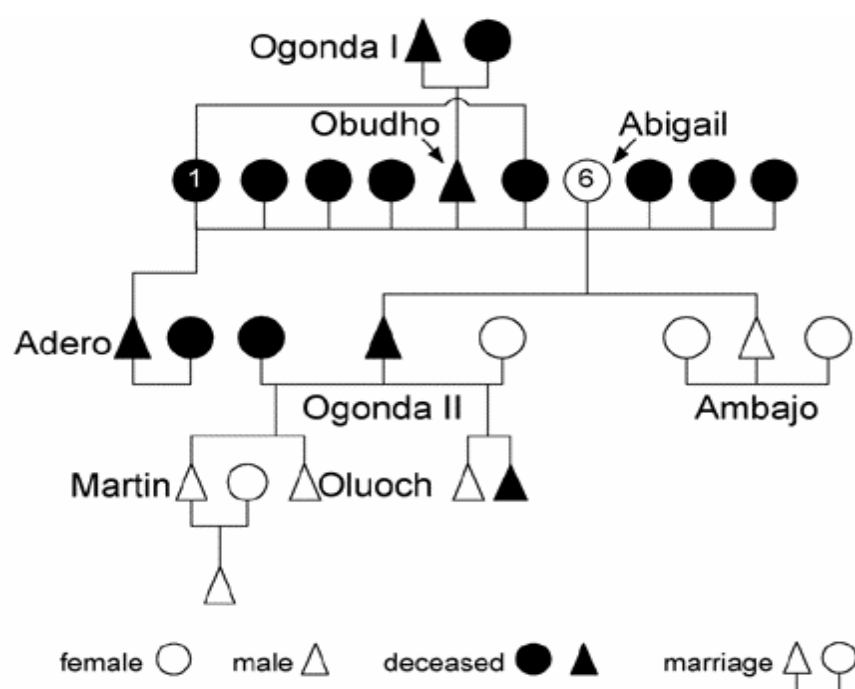 Ogonda I
Obudho
Abigail
1
6
Adero
Ogonda II
Ambajo
Martin
Oluoch
female
male
deceased
marriage